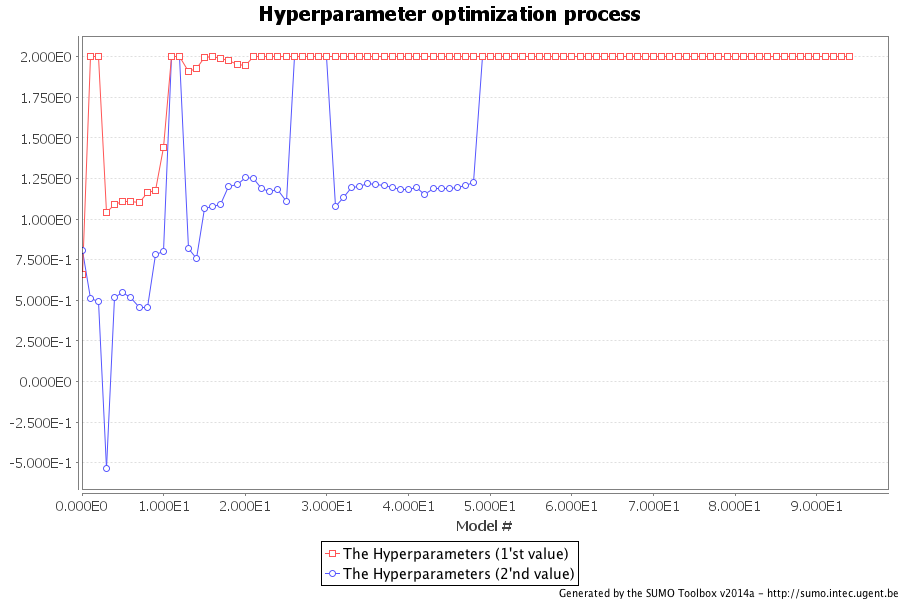 Hyperparameter optimization process
2.000E0
1.750E0
1.500E0
1.250E0
1.000E0
7.500E-1
5.000E-1
2.500E-1
0.000E0
-2.500E-1
-5.000E-1
0.000E0 1.000E1 2.000E1 3.000E1 4.000E1 5.000E1 6.000E1 7.000E1 8.000E1 9.000E1
Model #
The Hyperparameters (1'st value)
The Hyperparameters (2'nd value)
Generated by the SUMO Toolbox v2014a - http://sumo.intec.ugent.be